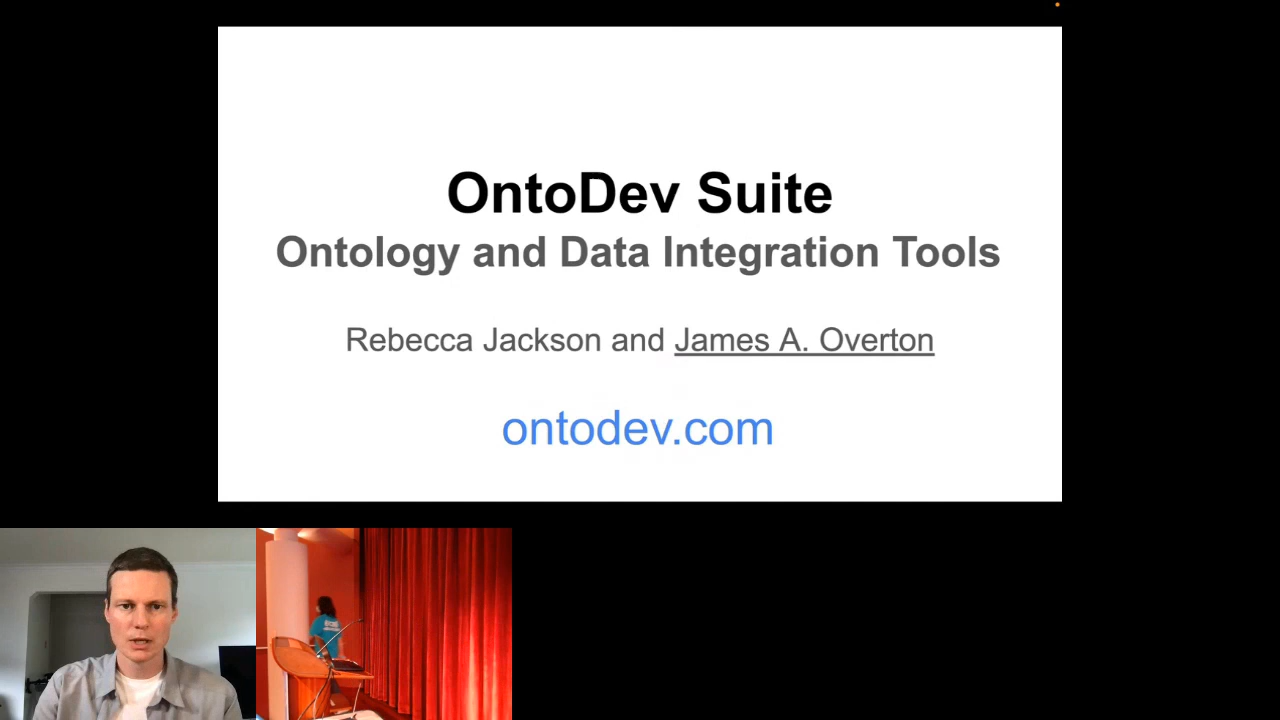 OntoDev Suite
Ontology and Data Integration Tools
Rebecca Jackson and James A. Overton
ontodev.com